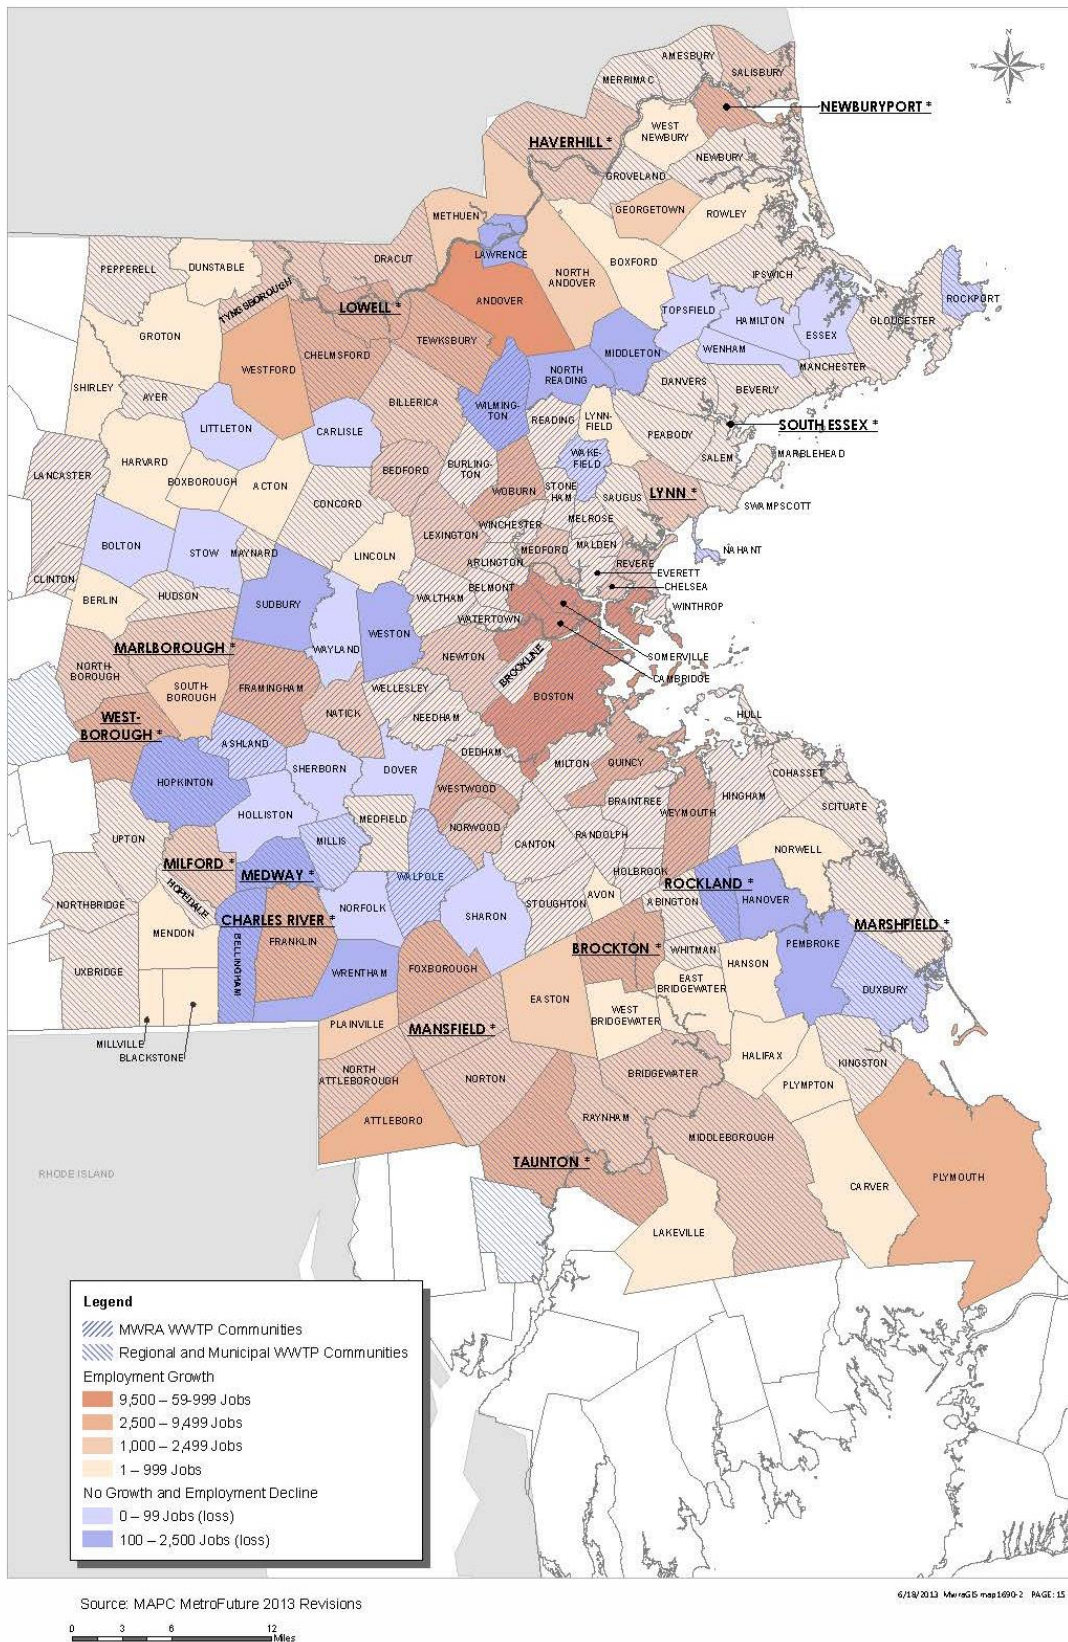 N
W E
S
AMESBURY
SALISBURY
MERRIMAC
NEWBURYPORT *
WEST
NEWBURY
HAVERHILL *
NEWBURY
GROVELAND
GEORGETOWN
ROWLEY
METHUEN
LAWRENCE
DRACUT
BOXFORD
NORTH
ANDOVER
IPSWICH
PEPPERELL
DUNSTABLE
TYNGSBOROUGH
ROCKPORT
ANDOVER
LOWELL *
TOPSFIELD
HAMILTON
ESSEX
GLOUCESTER
GROTON
TEWKSBURY
WENHAM
MIDDLETON
CHELMSFORD
WESTFORD
NORTH
READING
MANCHESTER
SHIRLEY
AYER
BILLERICA
DANVERS
BEVERLY
WILMING-
TON
READING
LYNN-
FIELD
SOUTH ESSEX *
LITTLETON
CARLISLE
PEABODY
MARBLEHEAD
HARVARD
BURLING-
TON
WAKE-
FIELD
SALEM
LANCASTER
BEDFORD
BOXBOROUGH
ACTON
WOBURN
STONE
HAM
LYNN *
CONCORD
SAUGUS
SWAMPSCOTT
WINCHESTER
MELROSE
LEXINGTON
BOLTON
STOW
MAYNARD
LINCOLN
MEDFORD
MALDEN
NAHANT
ARLINGTON
REVERE
CLINTON
HUDSON
BELMONT
EVERETT
CHELSEA
BERLIN
SUDBURY
WALTHAM
WINTHROP
WATERTOWN
WESTON
WAYLAND
MARLBOROUGH *
NEWTON
BROOKLINE
SOMERVILLE
CAMBRIDGE
NORTH-
BOROUGH
SOUTH-
BOROUGH
FRAMINGHAM
WELLESLEY
BOSTON
NATICK
NEEDHAM
HULL
WEST-
BOROUGH *
ASHLAND
DEDHAM
SHERBORN
DOVER
MILTON
QUINCY
COHASSET
HOPKINTON
WESTWOOD
BRAINTREE
HINGHAM
SCITUATE
WEYMOUTH
HOLLISTON
MEDFIELD
NORWOOD
UPTON
MILLIS
CANTON
RANDOLPH
NORWELL
MILFORD *
MEDWAY *
WALPOLE
HOLBROOK
ROCKLAND *
HOPEDALE
NORTHBRIDGE
STOUGHTON
AVON
ABINGTON
HANOVER
NORFOLK
SHARON
CHARLES RIVER *
MARSHFIELD *
MENDON
BROCKTON *
WHITMAN
FRANKLIN
PEMBROKE
UXBRIDGE
BELLINGHAM
WRENTHAM
FOXBOROUGH
HANSON
EAST
BRIDGEWATER
DUXBURY
EASTON
WEST
BRIDGEWATER
PLAINVILLE
MANSFIELD *
MILLVILLE
BLACKSTONE
HALIFAX
KINGSTON
NORTH
ATTLEBOROUGH
BRIDGEWATER
NORTON
PLYMPTON
ATTLEBORO
RAYNHAM
MIDDLEBOROUGH
TAUNTON *
RHODE ISLAND
CARVER
PLYMOUTH
LAKEVILLE
Legend
MWRA WWTP Communities
Regional and Municipal WWTP Communities
Employment Growth
9,500 – 59-999 Jobs
2,500 – 9,499 Jobs
1,000 – 2,499 Jobs
1 – 999 Jobs
No Growth and Employment Decline
0 – 99 Jobs (loss)
100 – 2,500 Jobs (loss)
6/18/2013 MwraGIS map1690-2 PAGE: 15
Source: MAPC MetroFuture 2013 Revisions
0 3 6 12
Miles